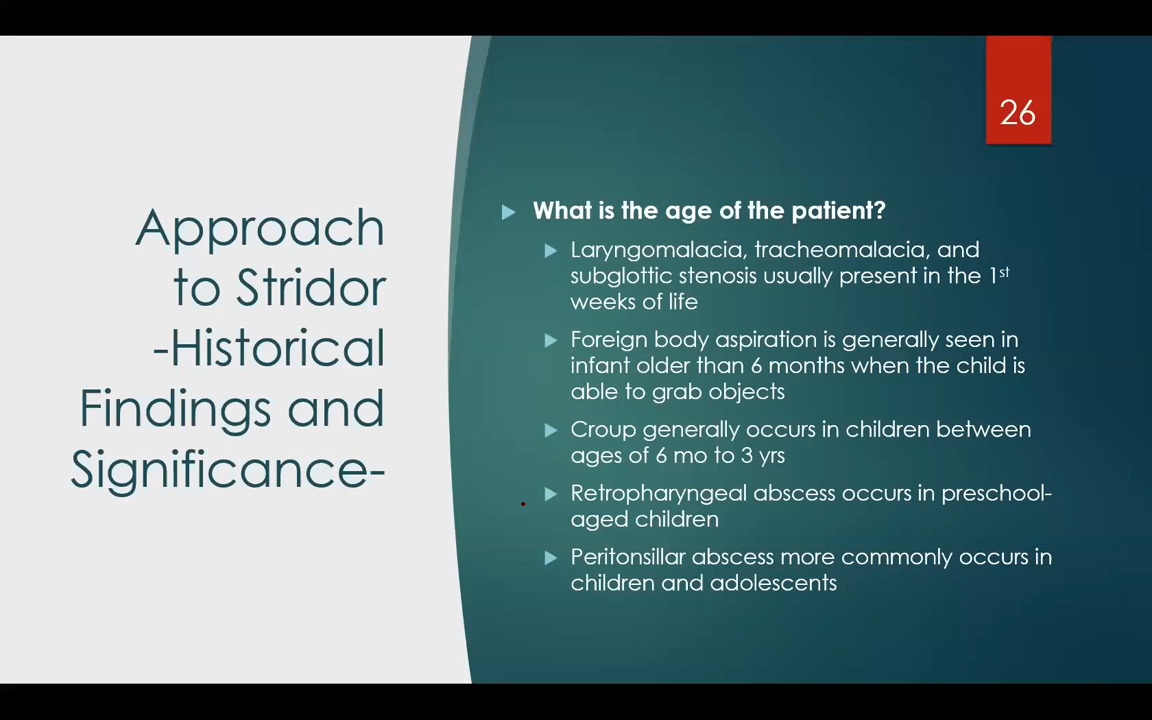 26
Approach
to Stridor
-Historical
Findings and
Significance-
What is the age of the patient?
Laryngomalacia, tracheomalacia, and
subglottic stenosis usually present in the 1st
weeks of life
Foreign body aspiration is generally seen in
infant older than 6 months when the child is
able to grab objects
Croup generally occurs in children between
ages of 6 mo to 3 yrs
Retropharyngeal abscess occurs in preschool-
aged children
Peritonsillar abscess more commonly occurs in
children and adolescents